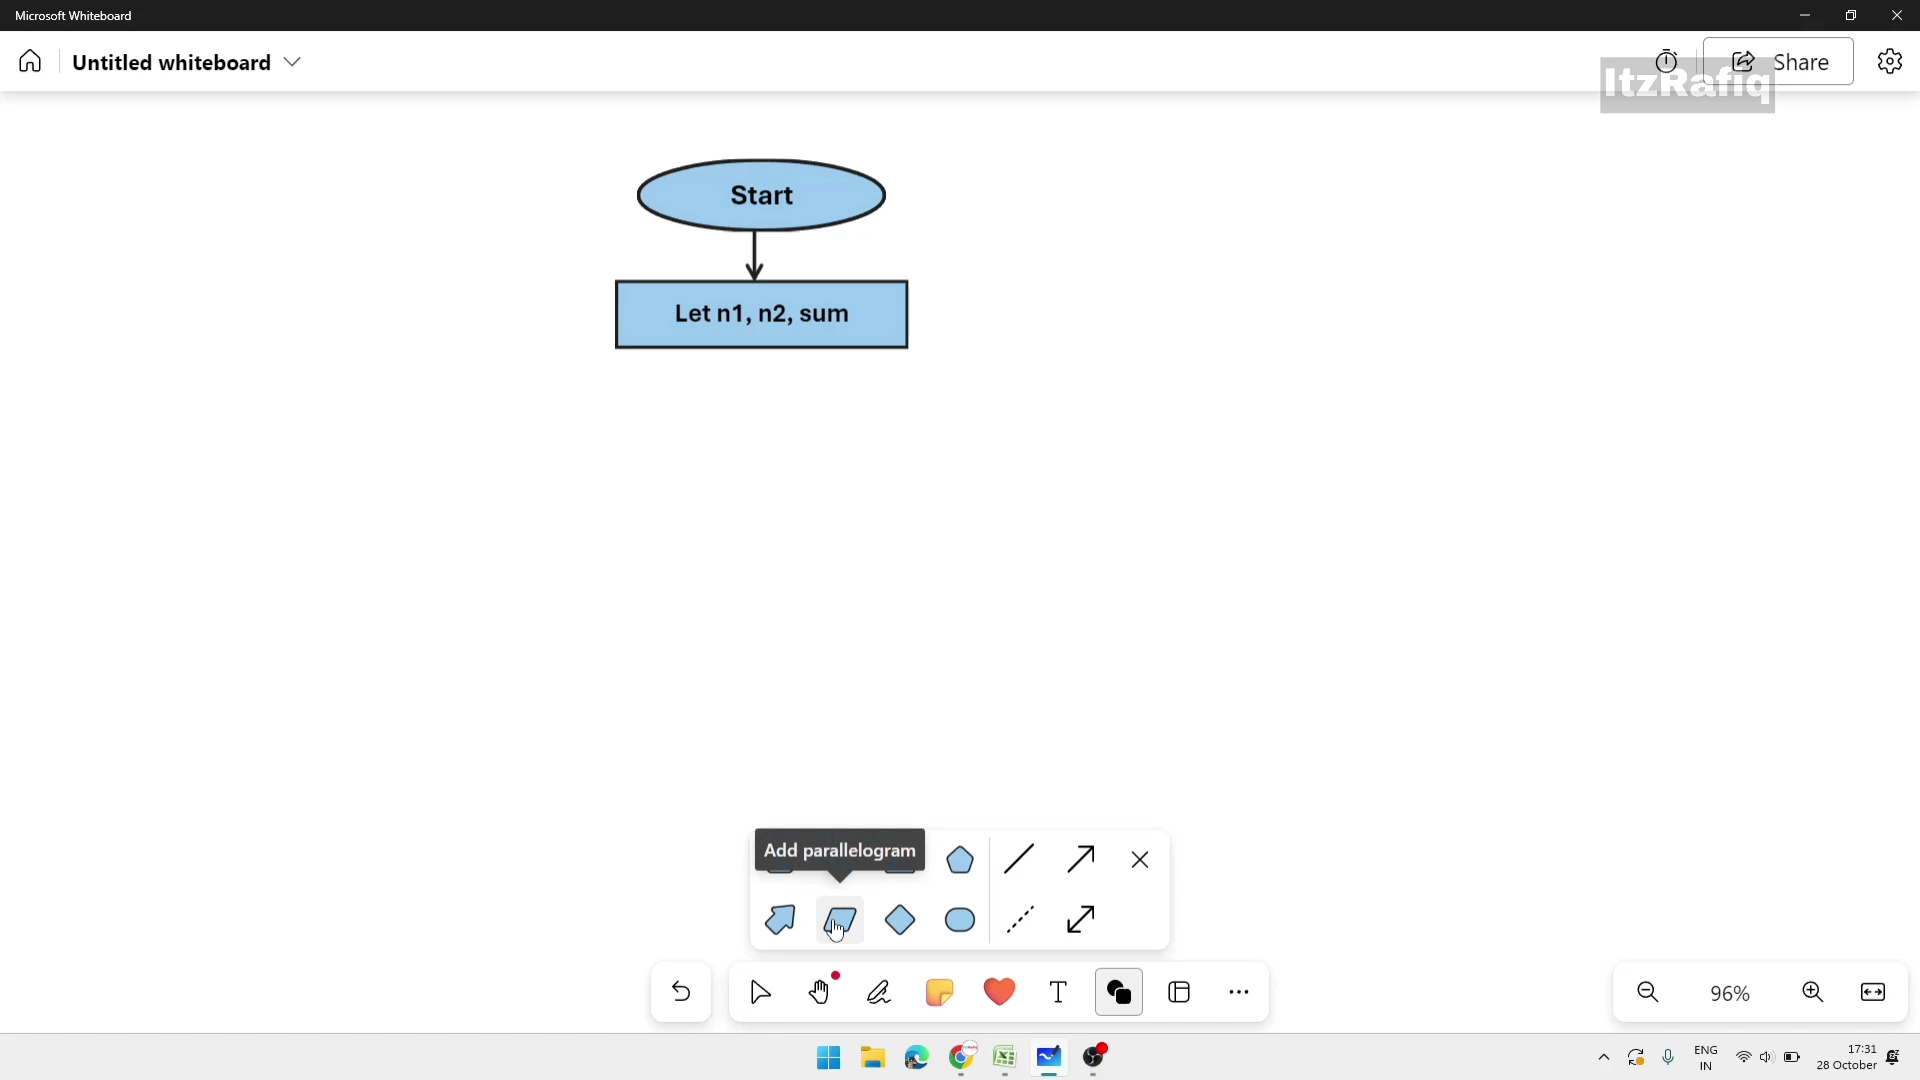 Microsoft Whiteboard
Untitled whiteboard
Share
ItzRafiq
Start
Let n1, n2, sum
Add parallelogram
T
96%
ENG
IN
17:31
28 October